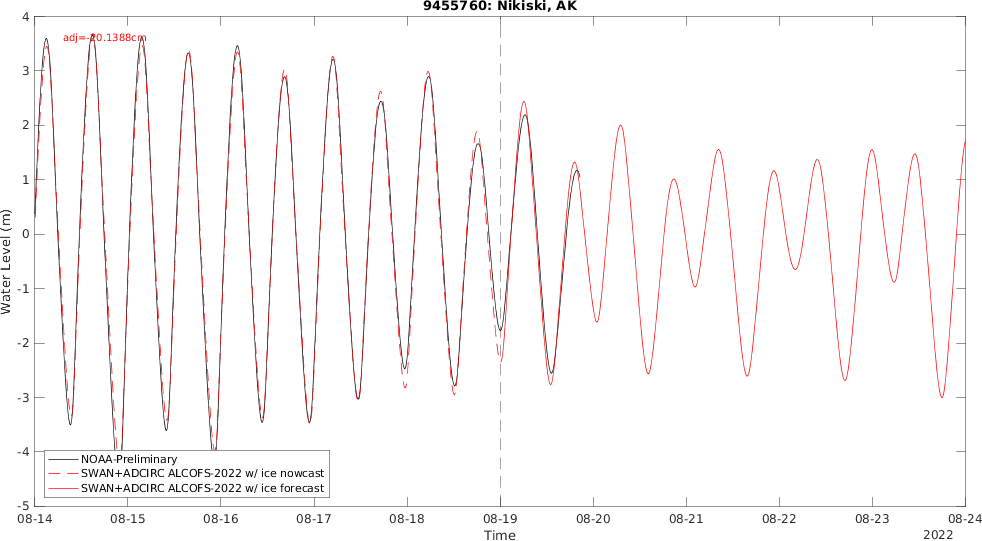 9455760: Nikiski, AK
adj=-20.1388cm
Water Level (m)
4
3
2
1
0
-1
-2
-3
-4
-5
NOAA-Preliminary
SWAN+ADCIRC ALCOFS-2022 w/ ice nowcast
SWAN+ADCIRC ALCOFS-2022 w/ ice forecast
08-14 08-15 08-16 08-17 08-18 08-19 08-20 08-21 08-22 08-23 08-24
Time
2022